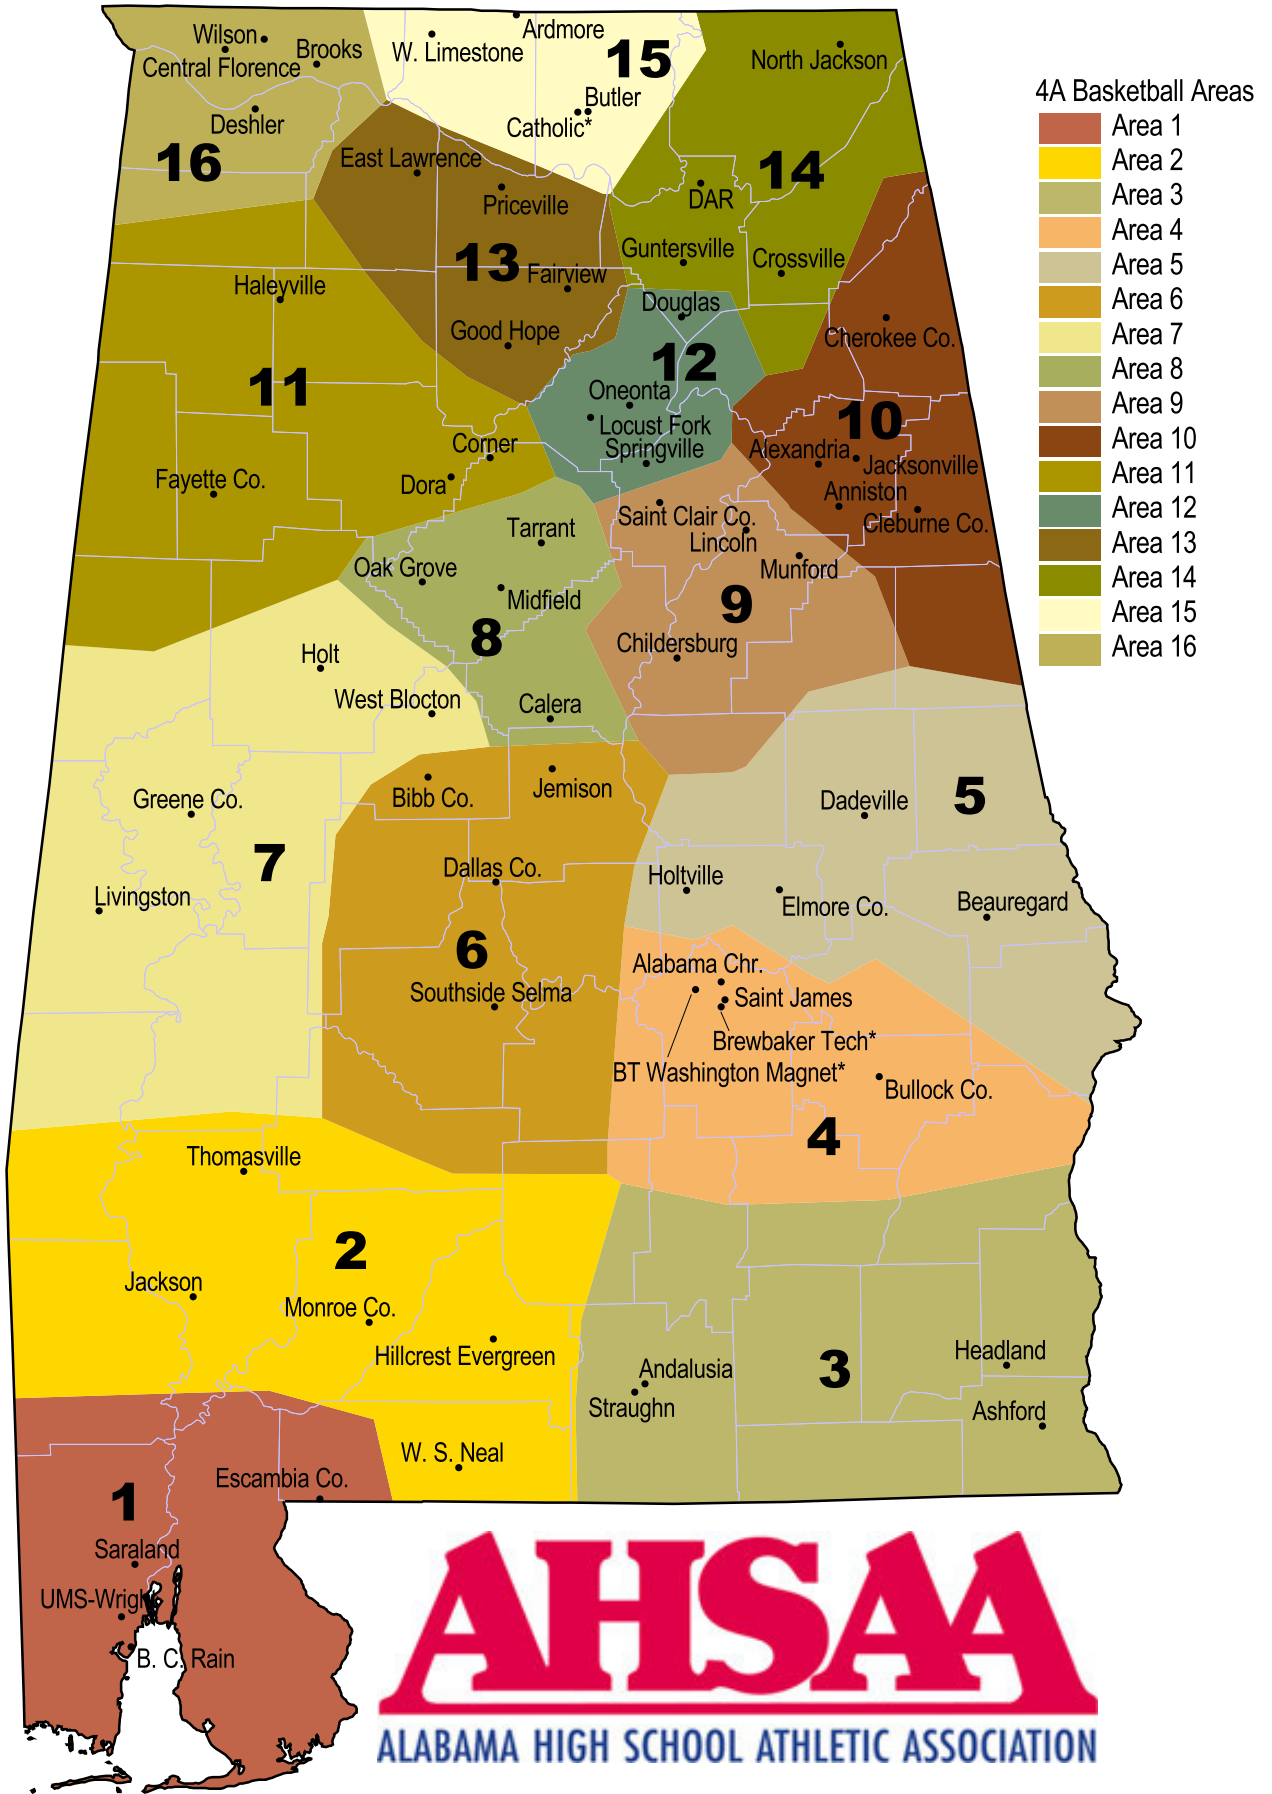 Wilson
Central Florence
Brooks
Deshler
16
W. Limestone
Ardmore
15
Butler
Catholic*
North Jackson
14
DAR
Guntersville
Crossville
East Lawrence
Priceville
13
Fairview
Good Hope
Haleyville
11
Corner
Dora
Fayette Co.
Douglas
12
Oneonta
Locust Fork
Springville
Cherokee Co.
10
Alexandria
Jacksonville
Anniston
Cleburne Co.
Saint Clair Co.
Lincoln
Munford
9
Childersburg
Tarrant
Oak Grove
Midfield
8
Calera
Holt
West Blocton
Greene Co.
7
Livingston
Bibb Co.
Jemison
Dallas Co.
6
Southside Selma
Dadeville
5
Holtville
Elmore Co.
Beauregard
Alabama Chr.
Saint James
Brewbaker Tech*
BT Washington Magnet*
Bullock Co.
4
Thomasville
2
Jackson
Monroe Co.
Hillcrest Evergreen
W. S. Neal
Andalusia
Straughn
3
Headland
Ashford
Escambia Co.
1
Saraland
UMS-Wrigh
B. C. Rain
4A Basketball Areas
Area 1
Area 2
Area 3
Area 4
Area 5
Area 6
Area 7
Area 8
Area 9
Area 10
Area 11
Area 12
Area 13
Area 14
Area 15
Area 16
AHSAA
ALABAMA HIGH SCHOOL ATHLETIC ASSOCIATION